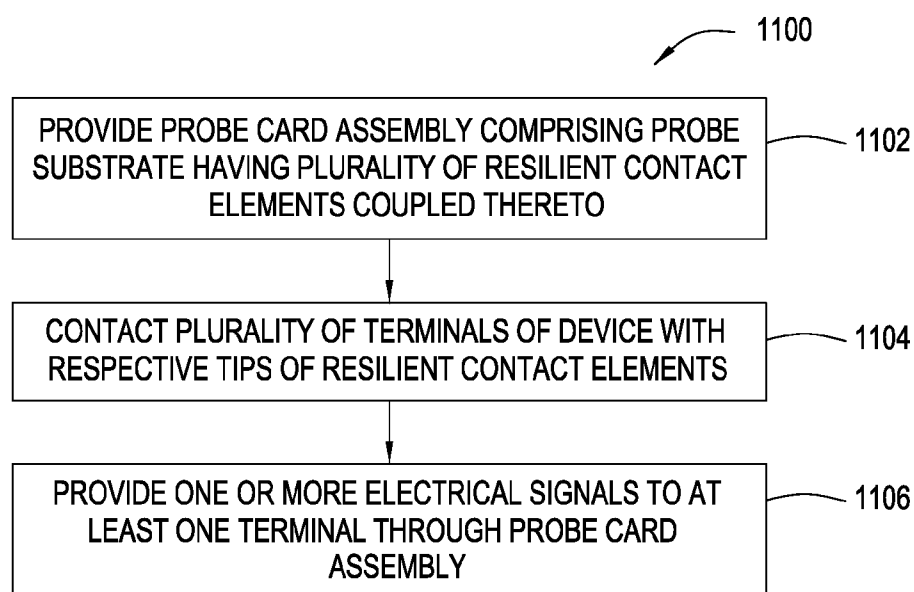 1100
PROVIDE PROBE CARD ASSEMBLY COMPRISING PROBE
SUBSTRATE HAVING PLURALITY OF RESILIENT CONTACT
ELEMENTS COUPLED THERETO
1102
CONTACT PLURALITY OF TERMINALS OF DEVICE WITH
RESPECTIVE TIPS OF RESILIENT CONTACT ELEMENTS
1104
PROVIDE ONE OR MORE ELECTRICAL SIGNALS TO AT
LEAST ONE TERMINAL THROUGH PROBE CARD
ASSEMBLY
1106